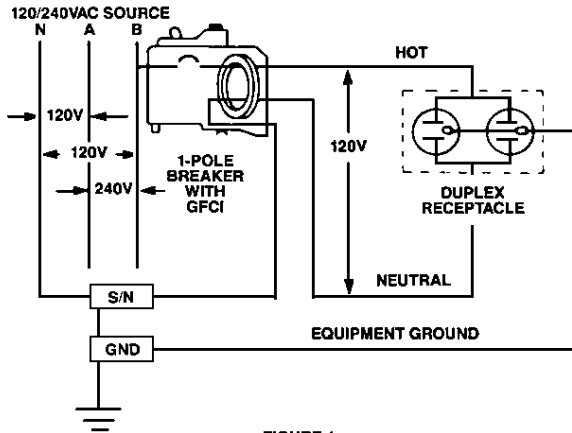 120/240VAC SOURCE
N A B
HOT
120V
120V
240V
1-POLE
BREAKER
WITH
GFCI
120V
DUPLEX
RECEPTACLE
NEUTRAL
S/N
EQUIPMENT GROUND
GND